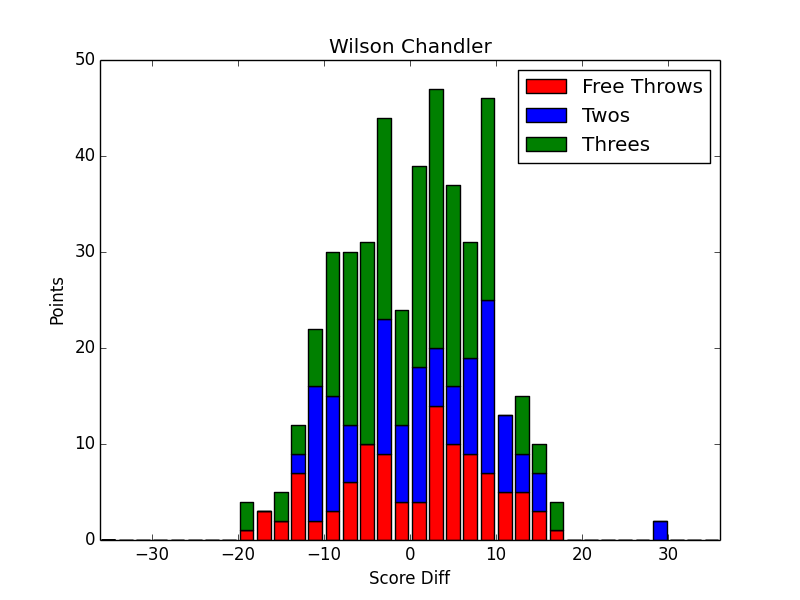 Wilson Chandler
50
40
30
20
10
0
Points
Free Throws
Twos
Threes
−30 −20 −10 0 10 20 30
Score Diff